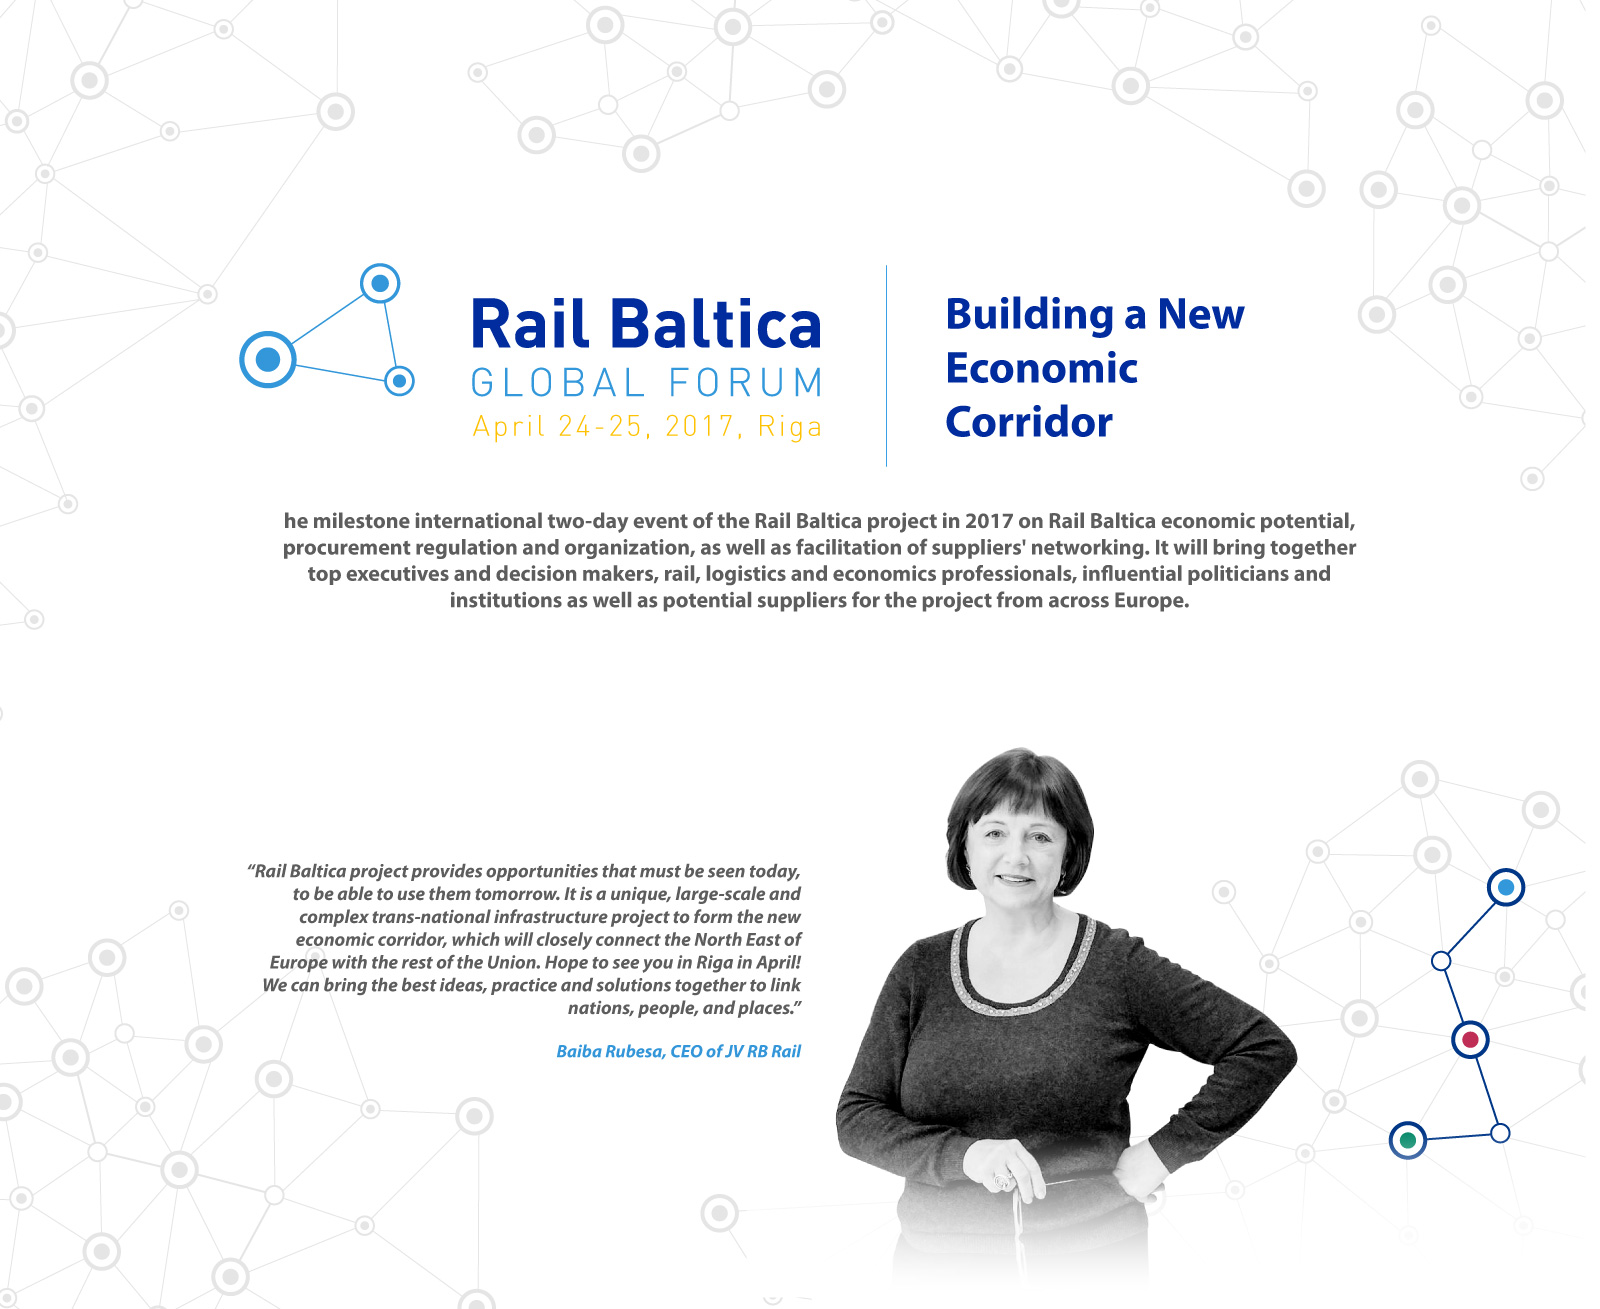 Rail Baltica
GLOBAL FORUM
April 24-25, 2017, Riga
Building a New
Economic
Corridor
he milestone international two-day event of the Rail Baltica project in 2017 on Rail Baltica economic potential,
procurement regulation and organization, as well as facilitation of suppliers' networking. It will bring together
top executives and decision makers, rail, logistics and economics professionals, influential politicians and
institutions as well as potential suppliers for the project from across Europe.
“Rail Baltica project provides opportunities that must be seen today,
to be able to use them tomorrow. It is a unique, large-scale and
complex trans-national infrastructure project to form the new
economic corridor, which will closely connect the North East of
Europe with the rest of the Union. Hope to see you in Riga in April!
We can bring the best ideas, practice and solutions together to link
nations, people, and places.”
Baiba Rubesa, CEO of JV RB Rail